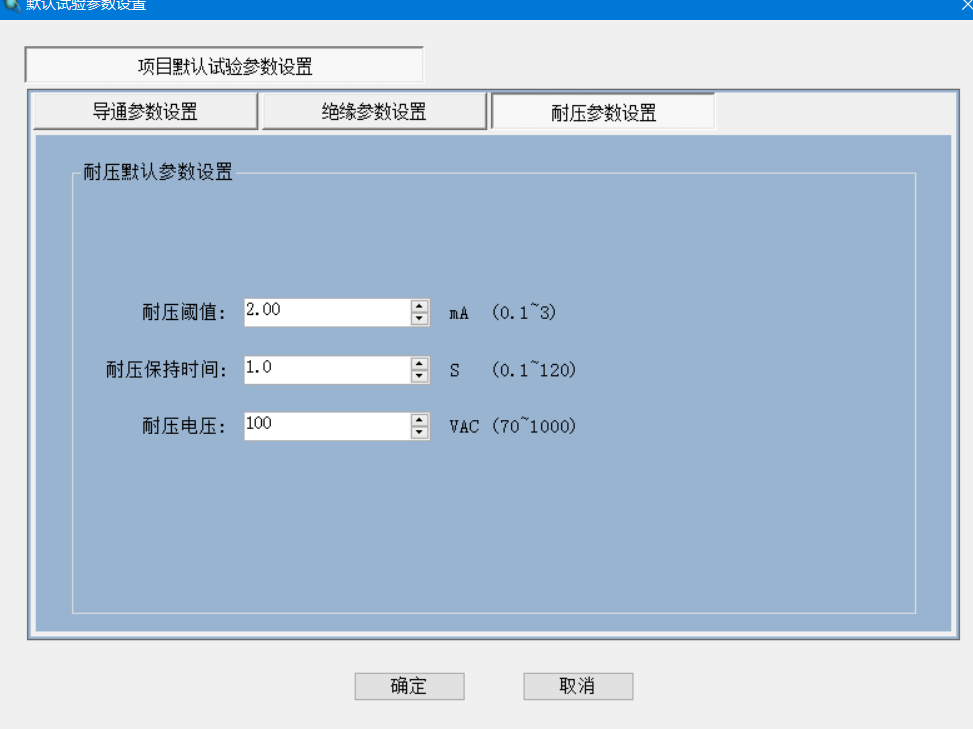 默认试验参数设置
项目默认试验参数设置
导通参数设置 绝缘参数设置 耐压参数设置
耐压默认参数设置
耐压阈值: 2.00 mA (0.1~3)
耐压保持时间: 1.0 S (0.1~120)
耐压电压: 100 VAC (70~1000)
确定 取消